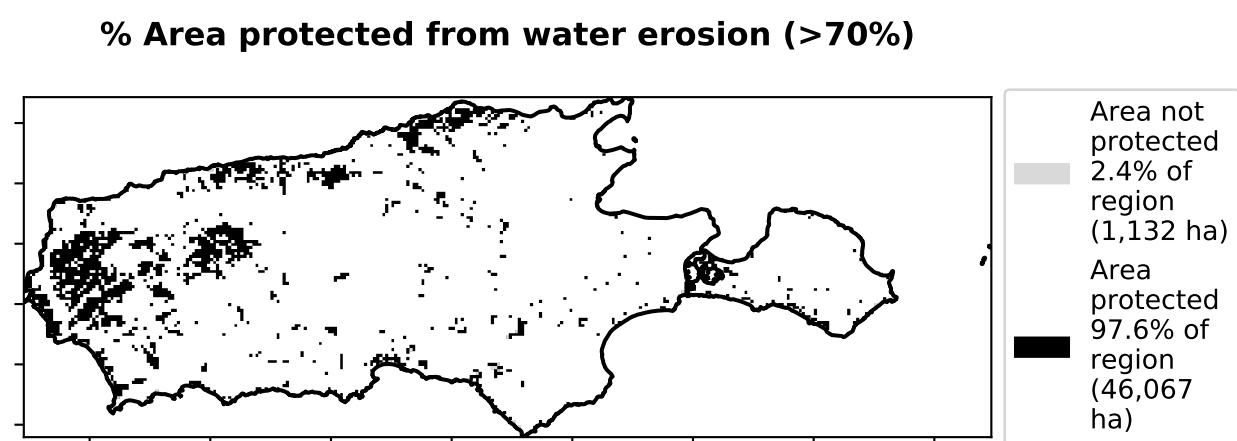 % Area protected from water erosion (>70%)
Area not
protected
2.4% of
region
(1,132 ha)
Area
protected
97.6% of
region
(46,067
ha)